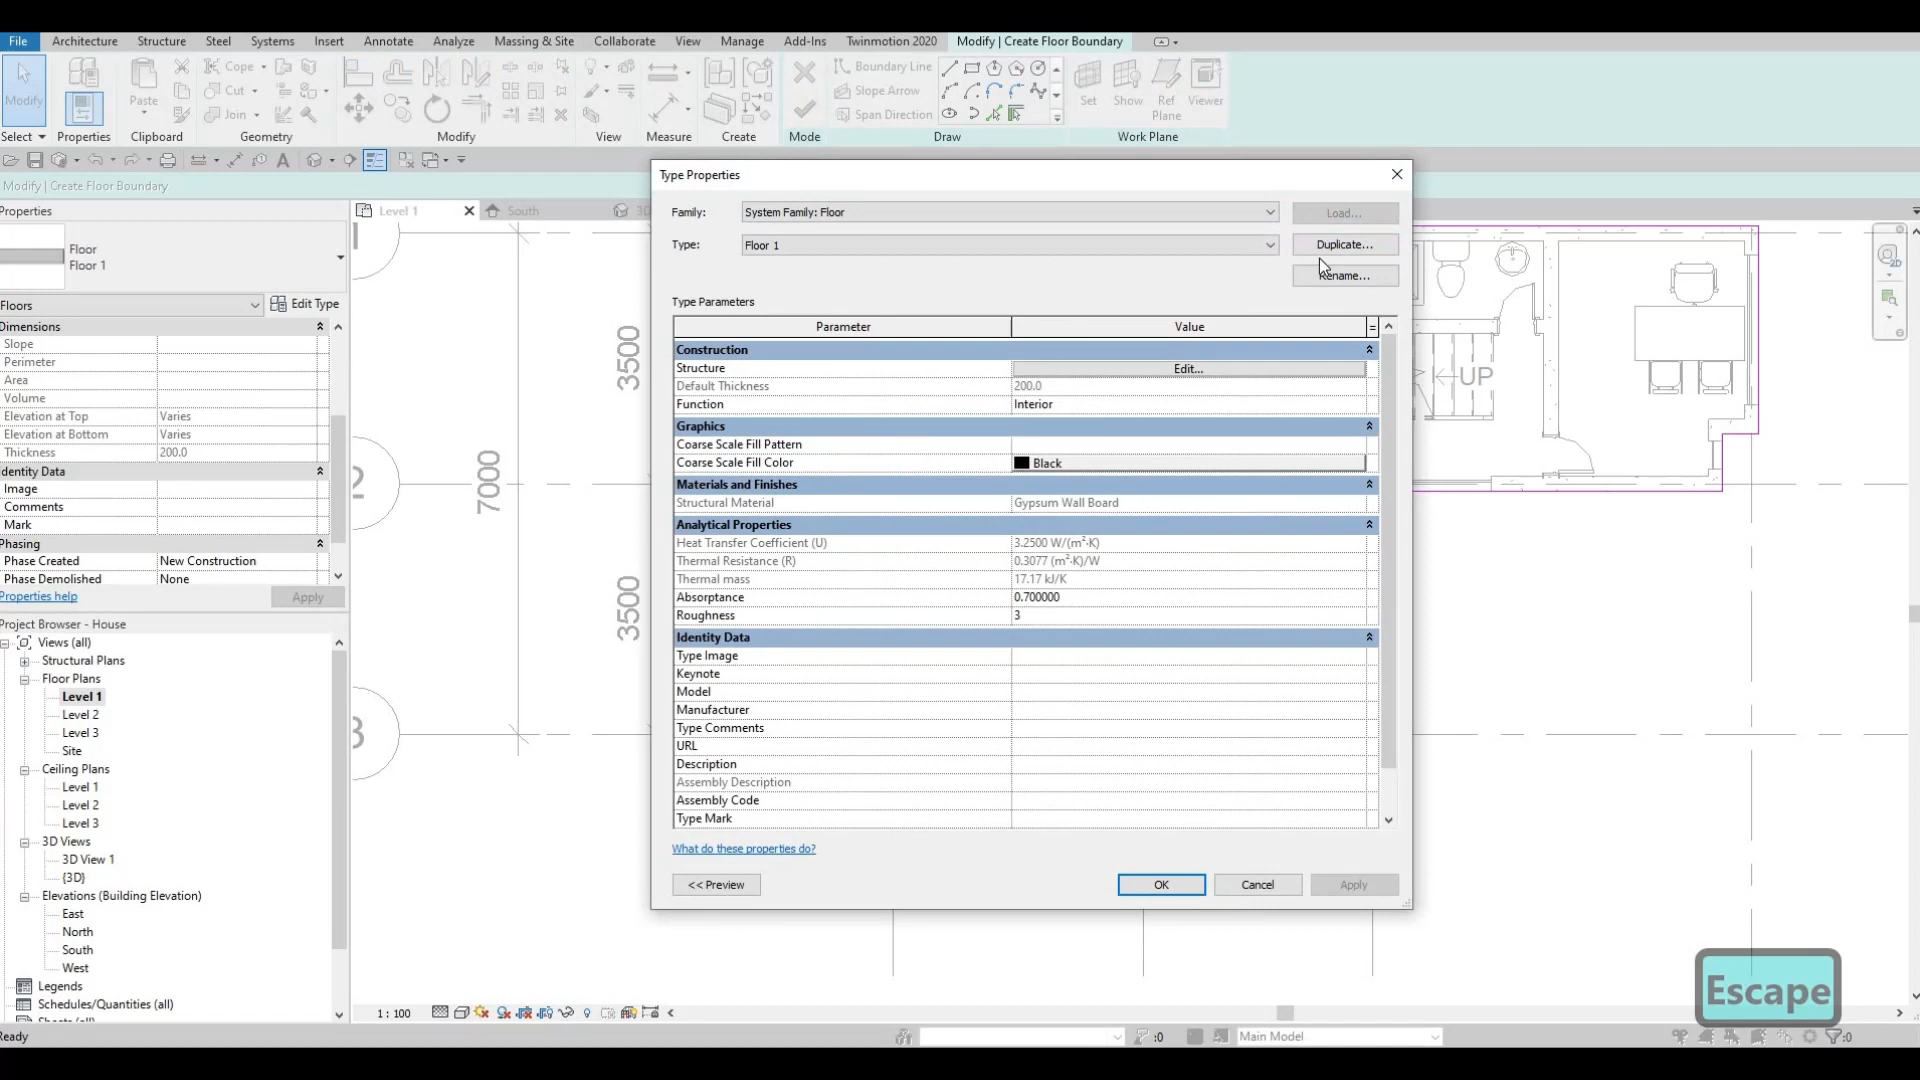 File Architecture Structure Steel Systems Insert Annotate Analyze Massing & Site Collaborate View Manage Add-Ins Twinmotion 2020 Modify | Create Floor Boundary
Modify Paste Cope Cut Join Boundary Line Slope Arrow Span Direction Set Show Ref Plane Viewer
Select Properties Clipboard Geometry Modify View Measure Create Mode Draw Work Plane
Modify | Create Floor Boundary
Properties
Floor
Floor 1
Floors Edit Type
Dimensions
Slope
Perimeter
Area
Volume
Elevation at Top Varies
Elevation at Bottom Varies
Thickness 200.0
Identity Data
Image
Comments
Mark
Phasing
Phase Created New Construction
Phase Demolished None
Properties help Apply
Project Browser - House
Views (all)
Structural Plans
Floor Plans
Level 1
Level 2
Level 3
Site
Ceiling Plans
Level 1
Level 2
Level 3
3D Views
3D View 1
{3D}
Elevations (Building Elevation)
East
North
South
West
Legends
Schedules/Quantities (all)
Ready
Level 1 South
3500
7000
3500
2
3
UP
2D
Type Properties
Family: System Family: Floor Load...
Type: Floor 1 Duplicate...
Rename...
Type Parameters
Parameter Value =
Construction
Structure Edit...
Default Thickness 200.0
Function Interior
Graphics
Coarse Scale Fill Pattern
Coarse Scale Fill Color Black
Materials and Finishes
Structural Material Gypsum Wall Board
Analytical Properties
Heat Transfer Coefficient (U) 3.2500 W/(m²·K)
Thermal Resistance (R) 0.3077 (m²·K)/W
Thermal mass 17.17 kJ/K
Absorptance 0.700000
Roughness 3
Identity Data
Type Image
Keynote
Model
Manufacturer
Type Comments
URL
Description
Assembly Description
Assembly Code
Type Mark
What do these properties do?
<< Preview OK Cancel Apply
1 : 100
:0 Main Model :0
Escape